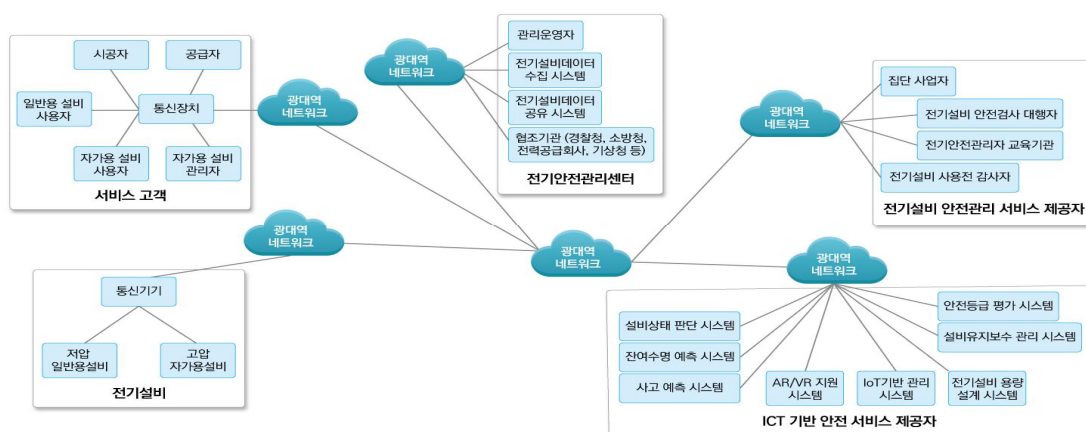 시공자
공급자
일반용 설비
사용자
통신장치
자가용 설비
사용자
자가용 설비
관리자
서비스 고객
광대역
네트워크
광대역
네트워크
관리운영자
전기설비데이터
수집 시스템
전기설비데이터
공유 시스템
협조기관 (경찰청, 소방청,
전력공급회사, 기상청 등)
전기안전관리센터
광대역
네트워크
집단 사업자
전기설비 안전검사 대행자
전기안전관리자 교육기관
전기설비 사용전 감사자
전기설비 안전관리 서비스 제공자
광대역
네트워크
통신기기
저압
일반용설비
고압
자가용설비
전기설비
광대역
네트워크
광대역
네트워크
설비상태 판단 시스템
잔여수명 예측 시스템
사고 예측 시스템
AR/VR 지원
시스템
IoT기반 관리
시스템
전기설비 용량
설계 시스템
안전등급 평가 시스템
설비유지보수 관리 시스템
ICT 기반 안전 서비스 제공자